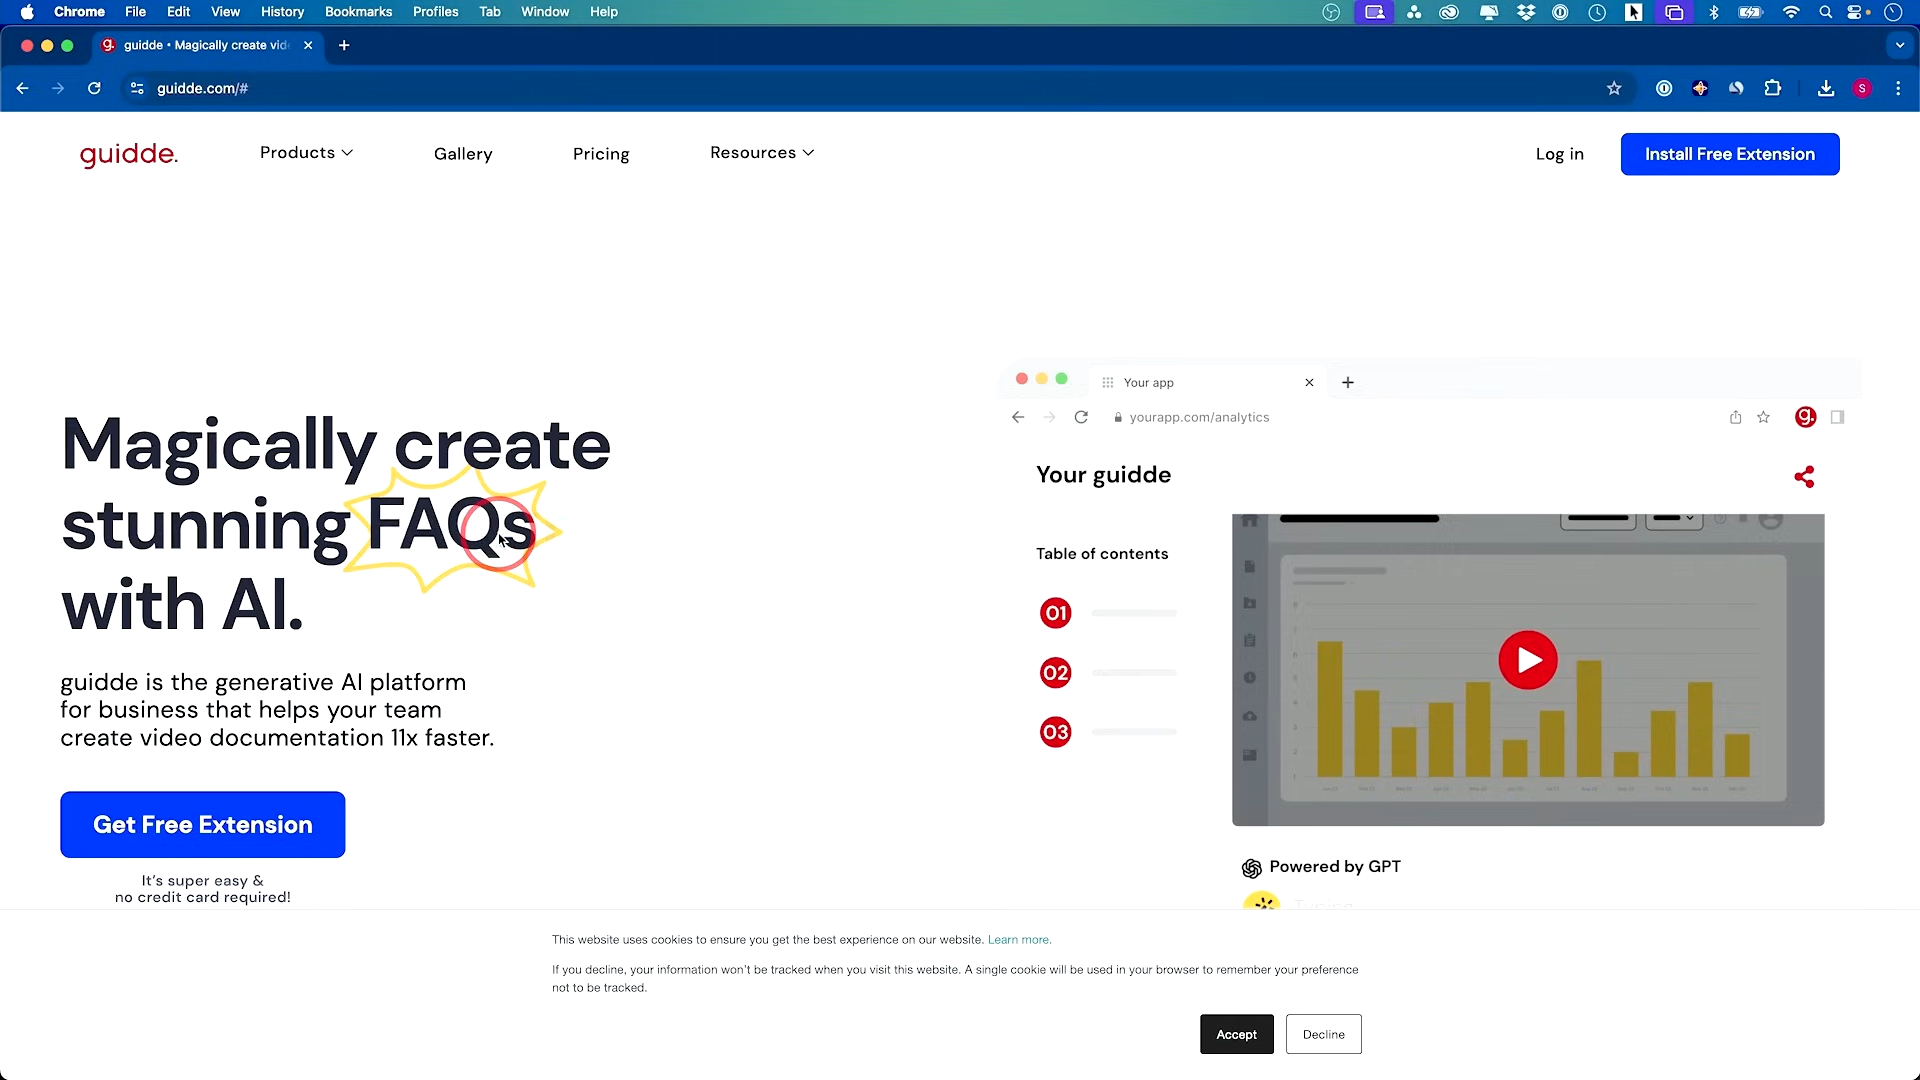 Chrome File Edit View History Bookmarks Profiles Tab Window Help
guidde • Magically create vid
guidde.com/#
S
guidde.
Products
Gallery
Pricing
Resources
Log in
Install Free Extension
Magically create
stunning FAQs
with AI.
guidde is the generative AI platform
for business that helps your team
create video documentation 11x faster.
Get Free Extension
It's super easy &
no credit card required!
Your app
yourapp.com/analytics
g.
Your guidde
Table of contents
01
02
03
Powered by GPT
Typing
This website uses cookies to ensure you get the best experience on our website. Learn more.
If you decline, your information won't be tracked when you visit this website. A single cookie will be used in your browser to remember your preference
not to be tracked.
Accept
Decline